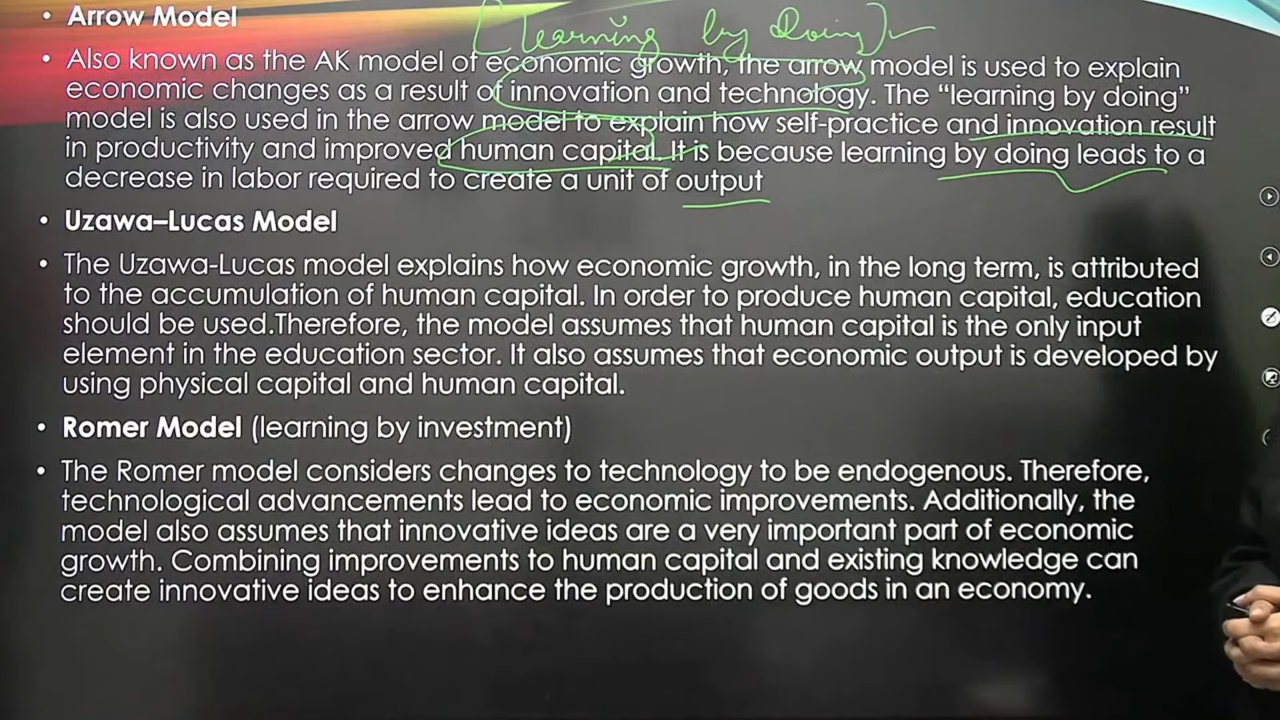 • Arrow Model
[learning by Doing]
• Also known as the AK model of economic growth, the arrow model is used to explain
economic changes as a result of innovation and technology. The “learning by doing”
model is also used in the arrow model to explain how self-practice and innovation result
in productivity and improved human capital. It is because learning by doing leads to a
decrease in labor required to create a unit of output
• Uzawa–Lucas Model
• The Uzawa-Lucas model explains how economic growth, in the long term, is attributed
to the accumulation of human capital. In order to produce human capital, education
should be used.Therefore, the model assumes that human capital is the only input
element in the education sector. It also assumes that economic output is developed by
using physical capital and human capital.
• Romer Model (learning by investment)
• The Romer model considers changes to technology to be endogenous. Therefore,
technological advancements lead to economic improvements. Additionally, the
model also assumes that innovative ideas are a very important part of economic
growth. Combining improvements to human capital and existing knowledge can
create innovative ideas to enhance the production of goods in an economy.